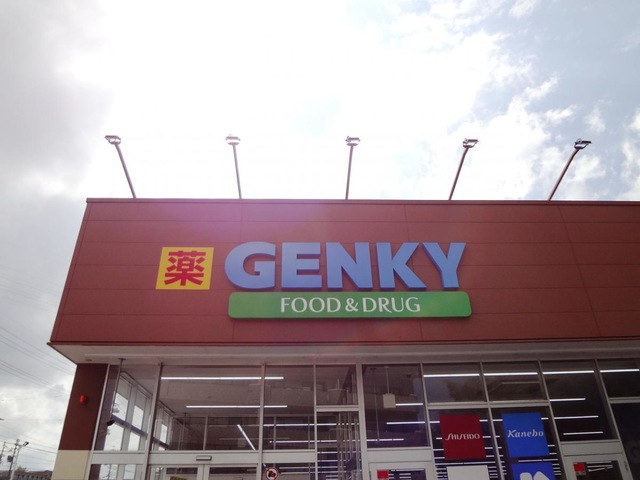 薬
GENKY
FOOD & DRUG
SHISEIDO
Kanebo